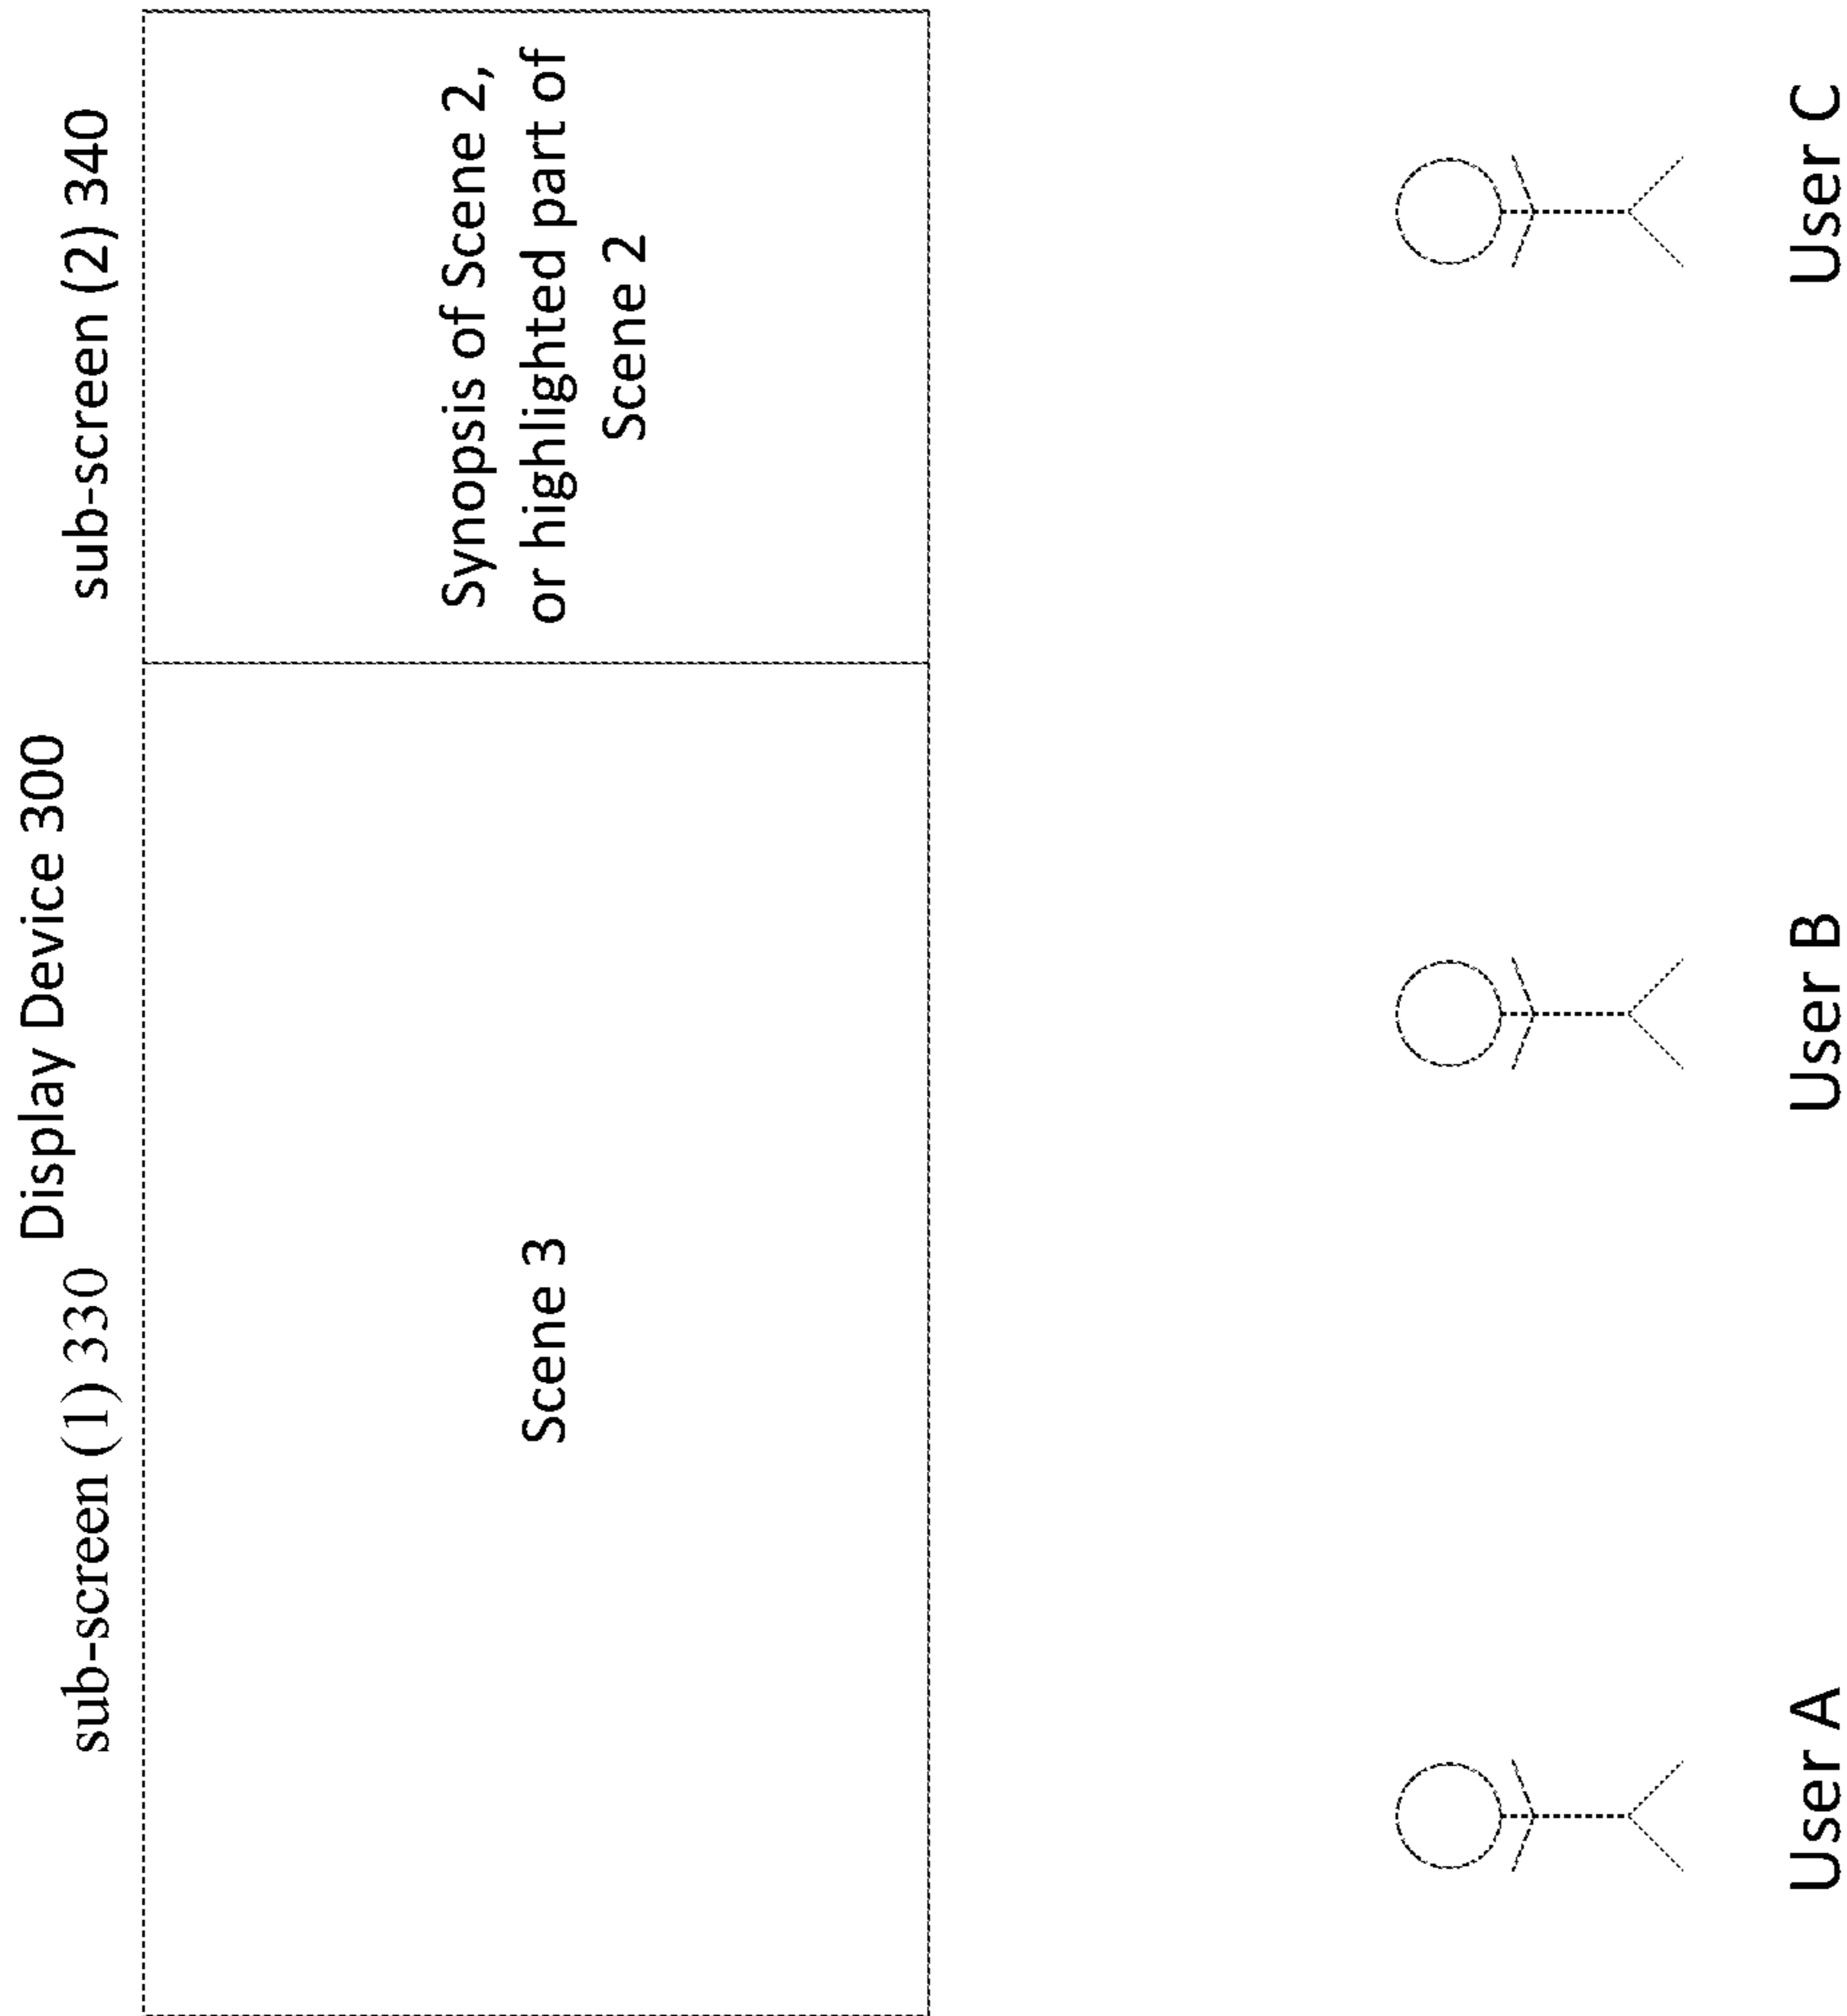 Display Device 300
sub-screen (1) 330
sub-screen (2) 340
Scene 3
Synopsis of Scene 2,
or highlighted part of
Scene 2
User A
User B
User C